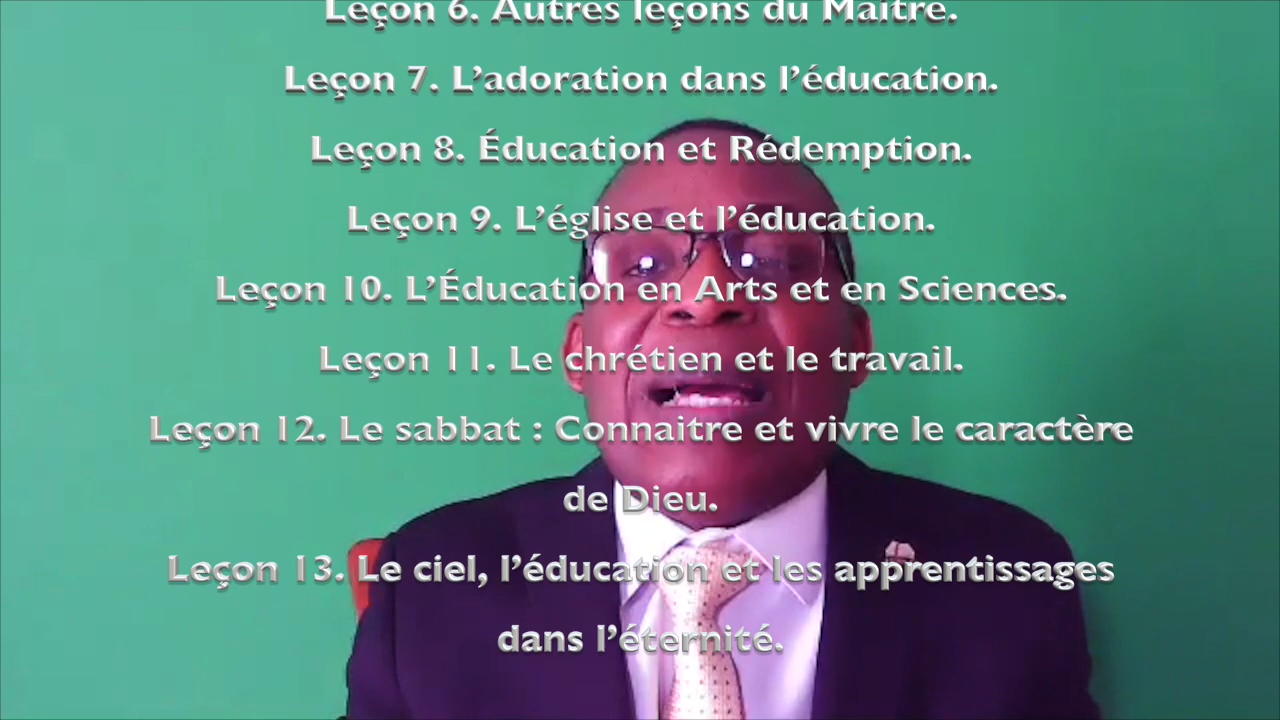 Leçon 6. Autres leçons du Maitre.
Leçon 7. L’adoration dans l’éducation.
Leçon 8. Éducation et Rédemption.
Leçon 9. L’église et l’éducation.
Leçon 10. L’Éducation en Arts et en Sciences.
Leçon 11. Le chrétien et le travail.
Leçon 12. Le sabbat : Connaitre et vivre le caractère
de Dieu.
Leçon 13. Le ciel, l’éducation et les apprentissages
dans l’éternité.